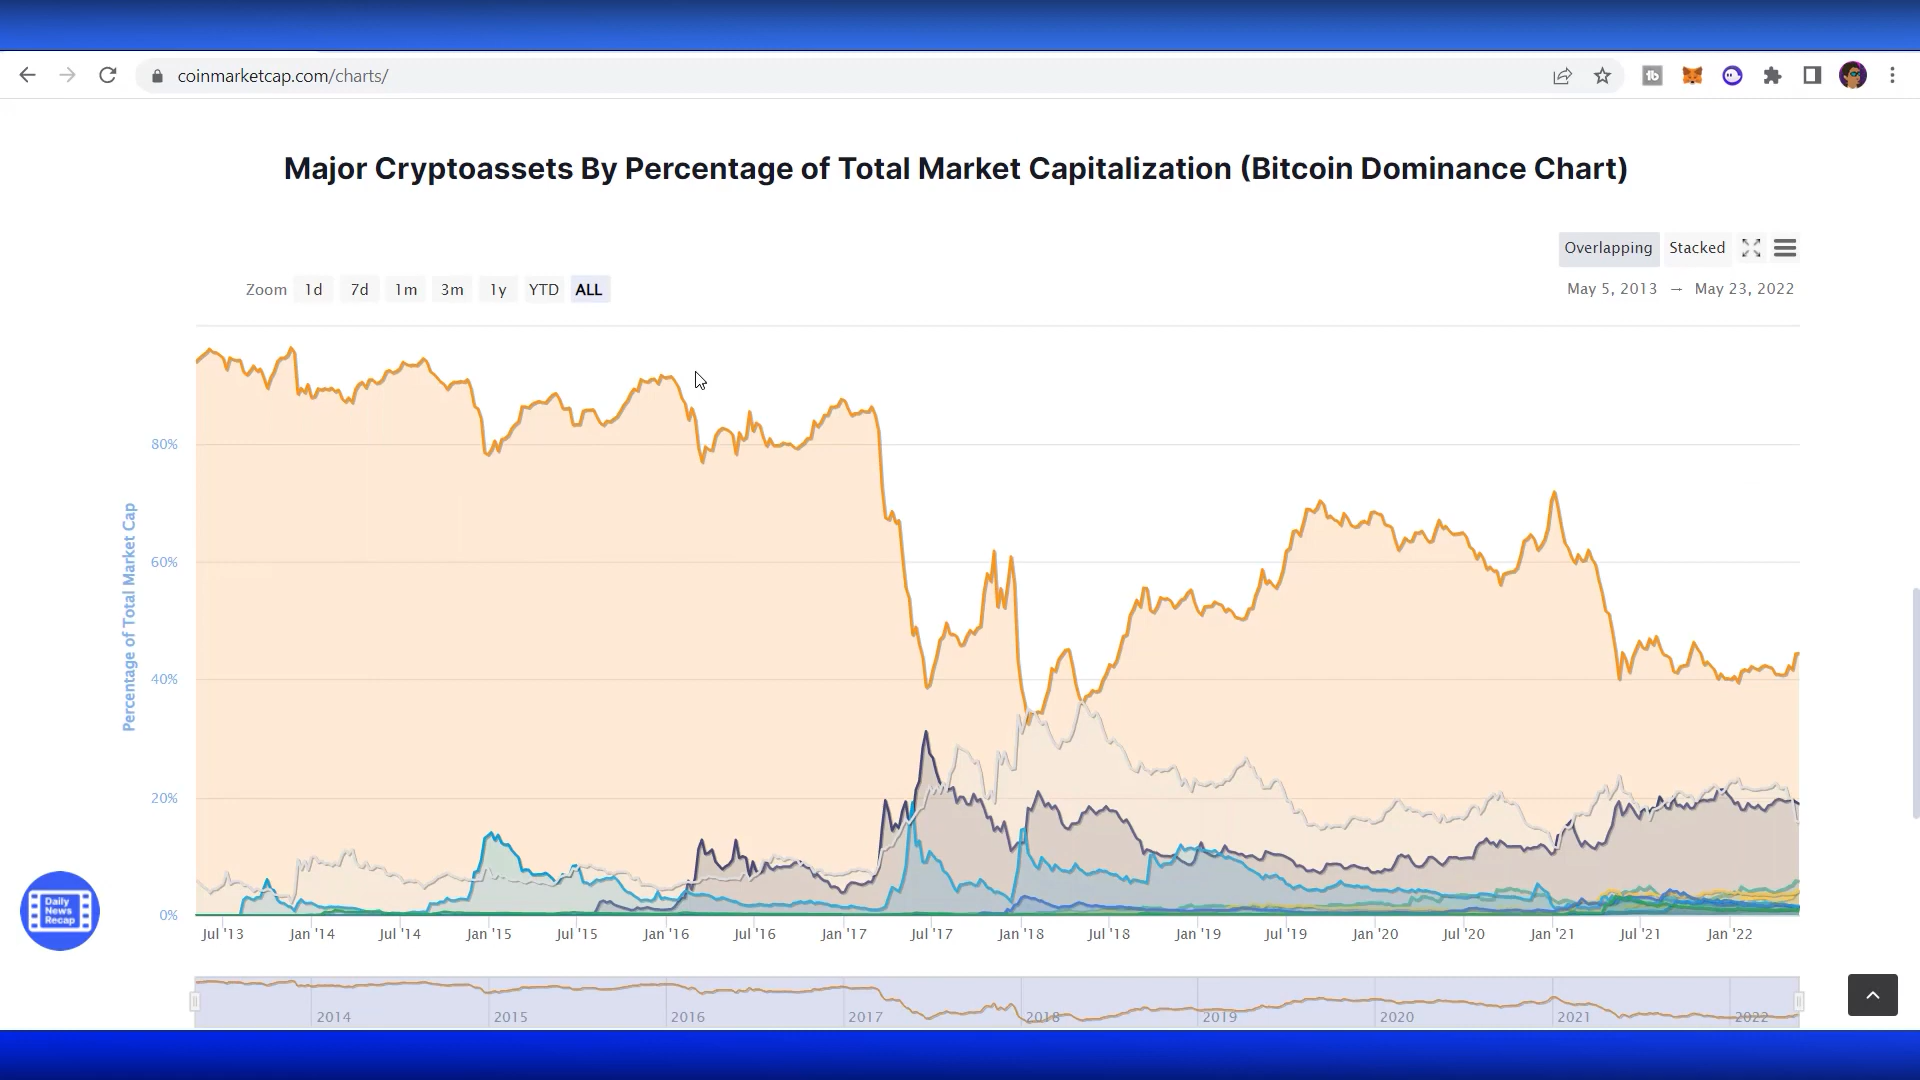 coinmarketcap.com/charts/
Major Cryptoassets By Percentage of Total Market Capitalization (Bitcoin Dominance Chart)
Overlapping Stacked
Zoom 1d 7d 1m 3m 1y YTD ALL
May 5, 2013 → May 23, 2022
Percentage of Total Market Cap
80%
60%
40%
20%
0%
Jul '13 Jan '14 Jul '14 Jan '15 Jul '15 Jan '16 Jul '16 Jan '17 Jul '17 Jan '18 Jul '18 Jan '19 Jul '19 Jan '20 Jul '20 Jan '21 Jul '21 Jan '22
2014 2015 2016 2017 2018 2019 2020 2021 2022
Daily
News
Recap
tb